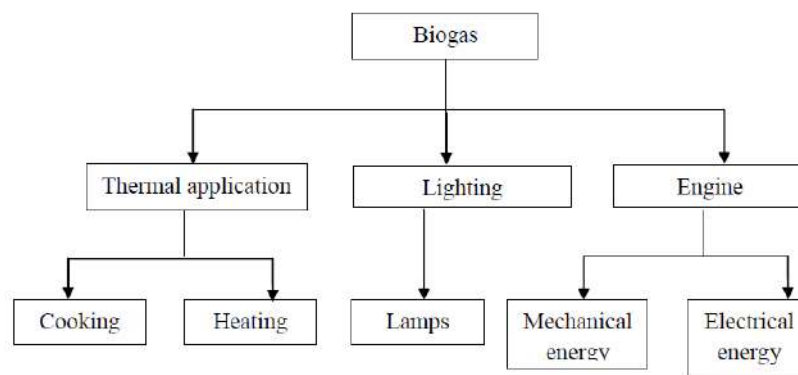 Biogas
Thermal application
Lighting
Engine
Cooking
Heating
Lamps
Mechanical
energy
Electrical
energy